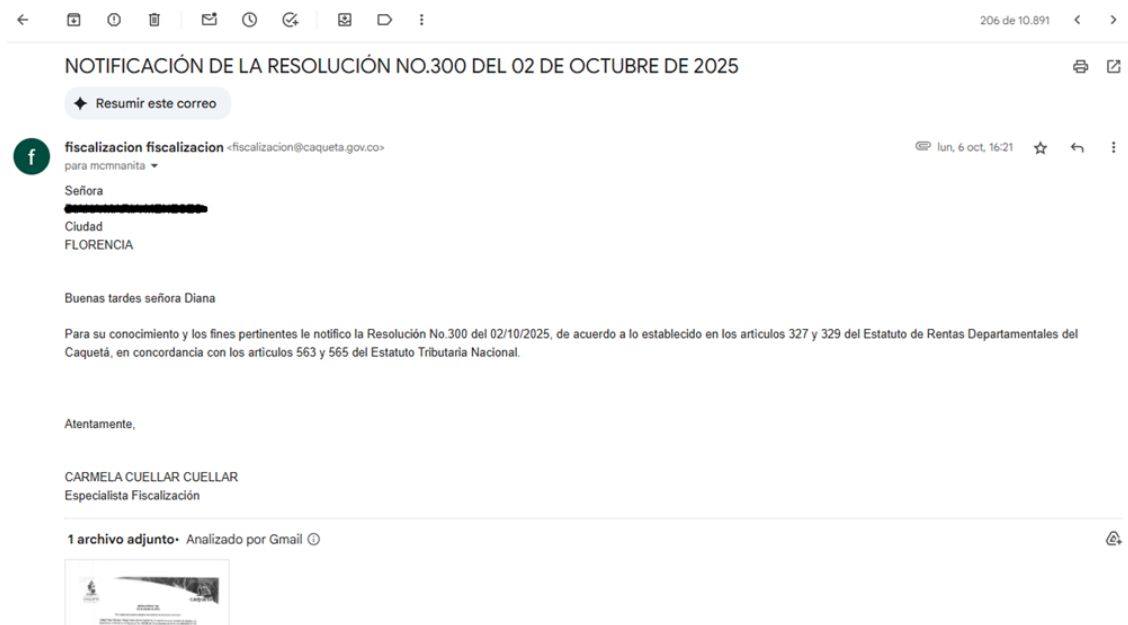 206 de 10.891
NOTIFICACIÓN DE LA RESOLUCIÓN NO.300 DEL 02 DE OCTUBRE DE 2025
Resumir este correo
f
fiscalizacion fiscalizacion <fiscalizacion@caqueta.gov.co>
lun, 6 oct, 16:21
para mcmnanita
Señora
Ciudad
FLORENCIA
Buenas tardes señora Diana
Para su conocimiento y los fines pertinentes le notifico la Resolución No.300 del 02/10/2025, de acuerdo a lo establecido en los articulos 327 y 329 del Estatuto de Rentas Departamentales del
Caquetá, en concordancia con los articulos 563 y 565 del Estatuto Tributaria Nacional.
Atentamente,
CARMELA CUELLAR CUELLAR
Especialista Fiscalización
1 archivo adjunto• Analizado por Gmail